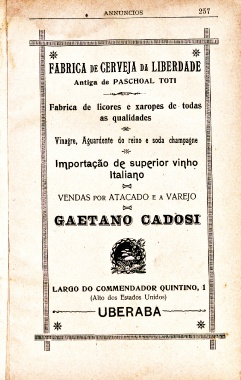 ANNUNCIOS 257
FABRICA DE CERVEJA DA LIBERDADE
Antiga de PASCHOAL TOTI
Fabrica de licores e xaropes de todas
as qualidades
Vinagre, Aguardente do reino e soda champagne
Importação de superior vinho
Italiano
VENDAS POR ATACADO E A VAREJO
GAETANO CADOSI
LARGO DO COMMENDADOR QUINTINO, 1
(Alto dos Estados Unidos)
UBERABA